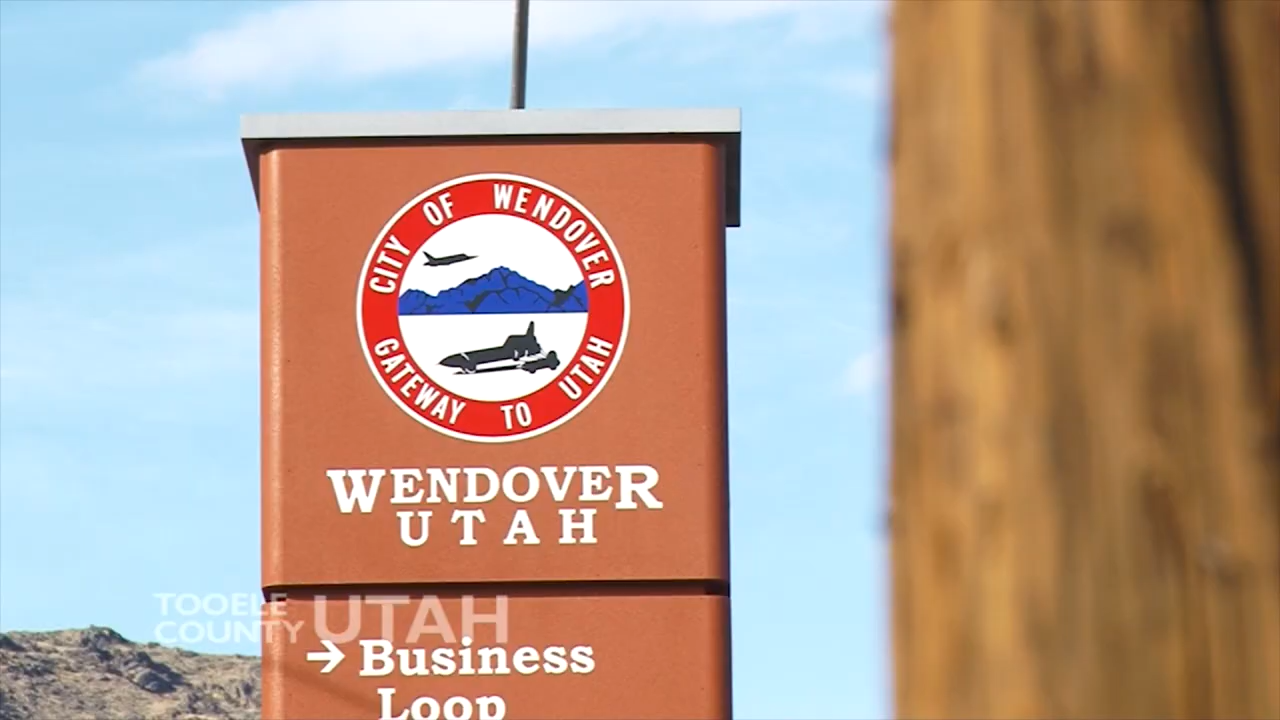 CITY OF WENDOVER
GATEWAY TO UTAH
WENDOVER
UTAH
TOOELE
COUNTY UTAH
→ Business
Loop